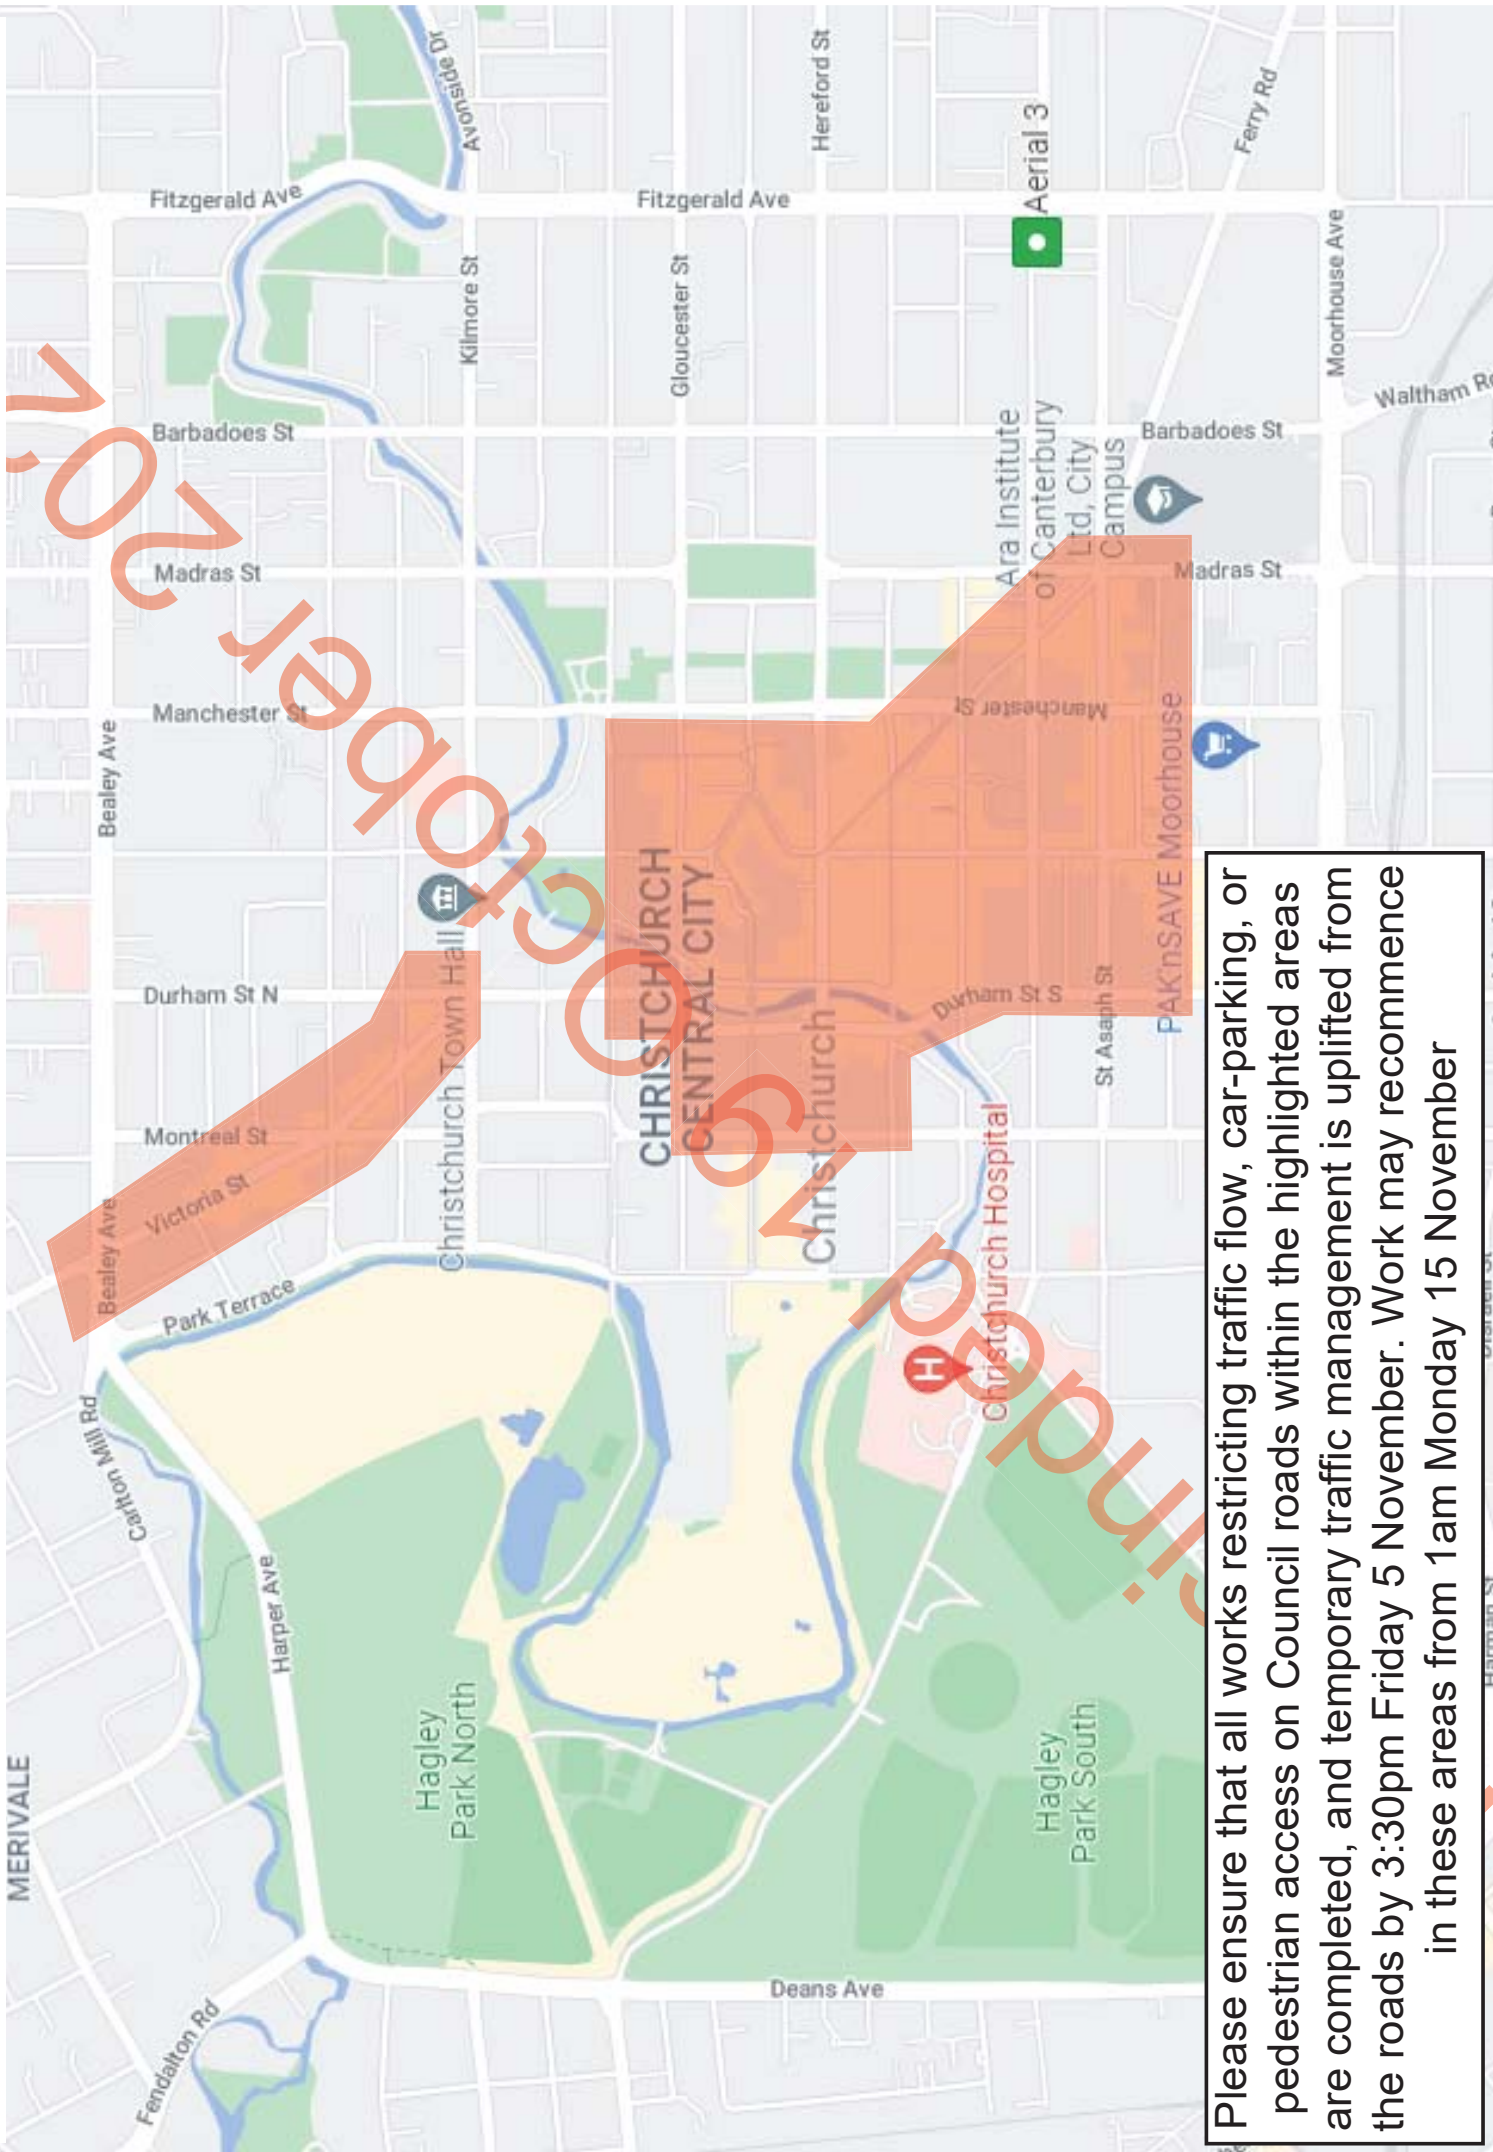 MERIVALE
Fendalton Rd
Carlton Mill Rd
Harper Ave
Deans Ave
Hagley
Park North
Hagley
Park South
Park Terrace
Bealey Ave
Victoria St
Montreal St
Durham St N
Bealey Ave
Manchester St
Madras St
Barbadoes St
Fitzgerald Ave
Avonside Dr
Kilmore St
Christchurch Town Hall
CHRISTCHURCH
CENTRAL CITY
Christchurch
Gloucester St
Fitzgerald Ave
Hereford St
Christchurch Hospital
H
Durham St S
St Asaph St
Manchester St
Ara Institute
of Canterbury
Ltd, City
Campus
Aerial 3
Ferry Rd
Barbadoes St
Madras St
PAK'nSAVE Moorhouse
Moorhouse Ave
Waltham Rd
Harman St
October 202
Please ensure that all works restricting traffic flow, car-parking, or
pedestrian access on Council roads within the highlighted areas
are completed, and temporary traffic management is uplifted from
the roads by 3:30pm Friday 5 November. Work may recommence
in these areas from 1am Monday 15 November